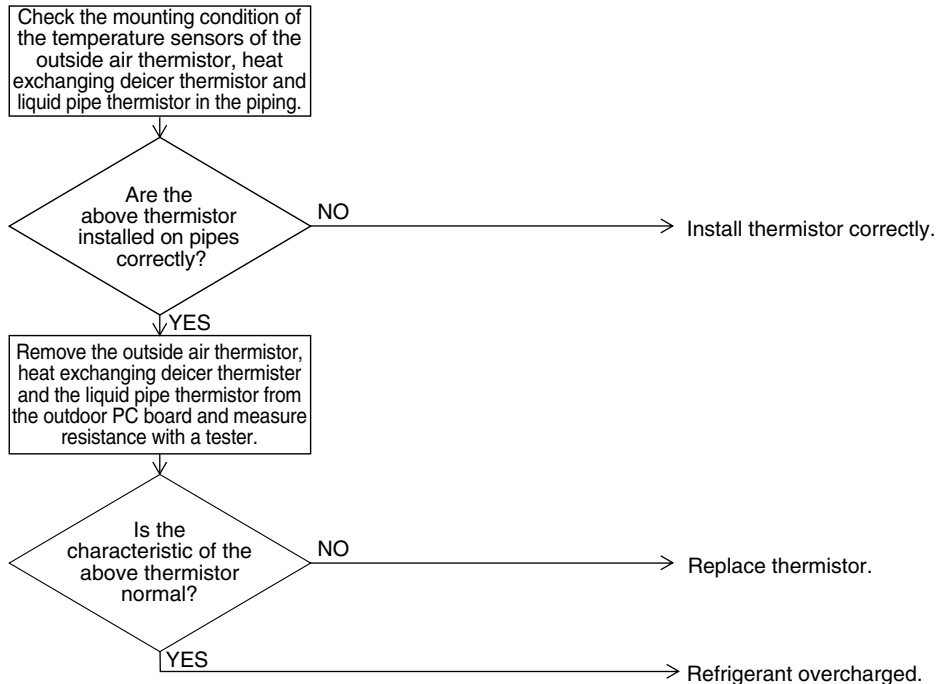 Check the mounting condition of
the temperature sensors of the
outside air thermistor, heat
exchanging deicer thermistor and
liquid pipe thermistor in the piping.
Are the
above thermistor
installed on pipes
correctly?
NO
Install thermistor correctly.
YES
Remove the outside air thermistor,
heat exchanging deicer thermister
and the liquid pipe thermistor from
the outdoor PC board and measure
resistance with a tester.
Is the
characteristic of the
above thermistor
normal?
NO
Replace thermistor.
YES
Refrigerant overcharged.